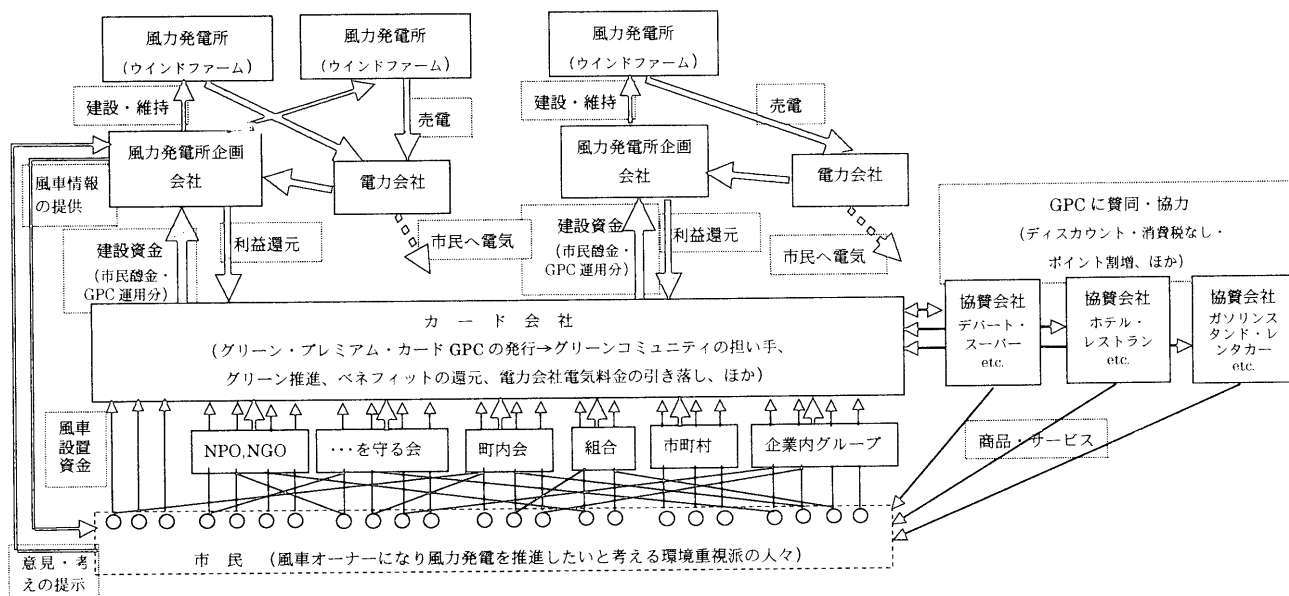 風力発電所
(ウインドファーム)
風力発電所
(ウインドファーム)
風力発電所
(ウインドファーム)
建設・維持
売電
建設・維持
売電
風力発電所企画
会社
電力会社
風力発電所企画
会社
電力会社
風車情報
の提供
建設資金
(市民醵金・
GPC 運用分)
利益還元
市民へ電気
建設資金
(市民醵金・
GPC 運用分)
利益還元
市民へ電気
GPC に賛同・協力
(ディスカウント・消費税なし・
ポイント割増、ほか)
カ ー ド 会 社
(グリーン・プレミアム・カード GPC の発行→グリーンコミュニティの担い手、
グリーン推進、ベネフィットの還元、電力会社電気料金の引き落し、ほか)
協賛会社
デパート・
スーパー
etc.
協賛会社
ホテル・
レストラン
etc.
協賛会社
ガソリンス
タンド・レ
ンタカー
etc.
風車
設置
資金
NPO,NGO
･･･を守る会
町内会
組合
市町村
企業内グループ
商品・サービス
市 民 (風車オーナーになり風力発電を推進したいと考える環境重視派の人々)
意見・考
えの提示